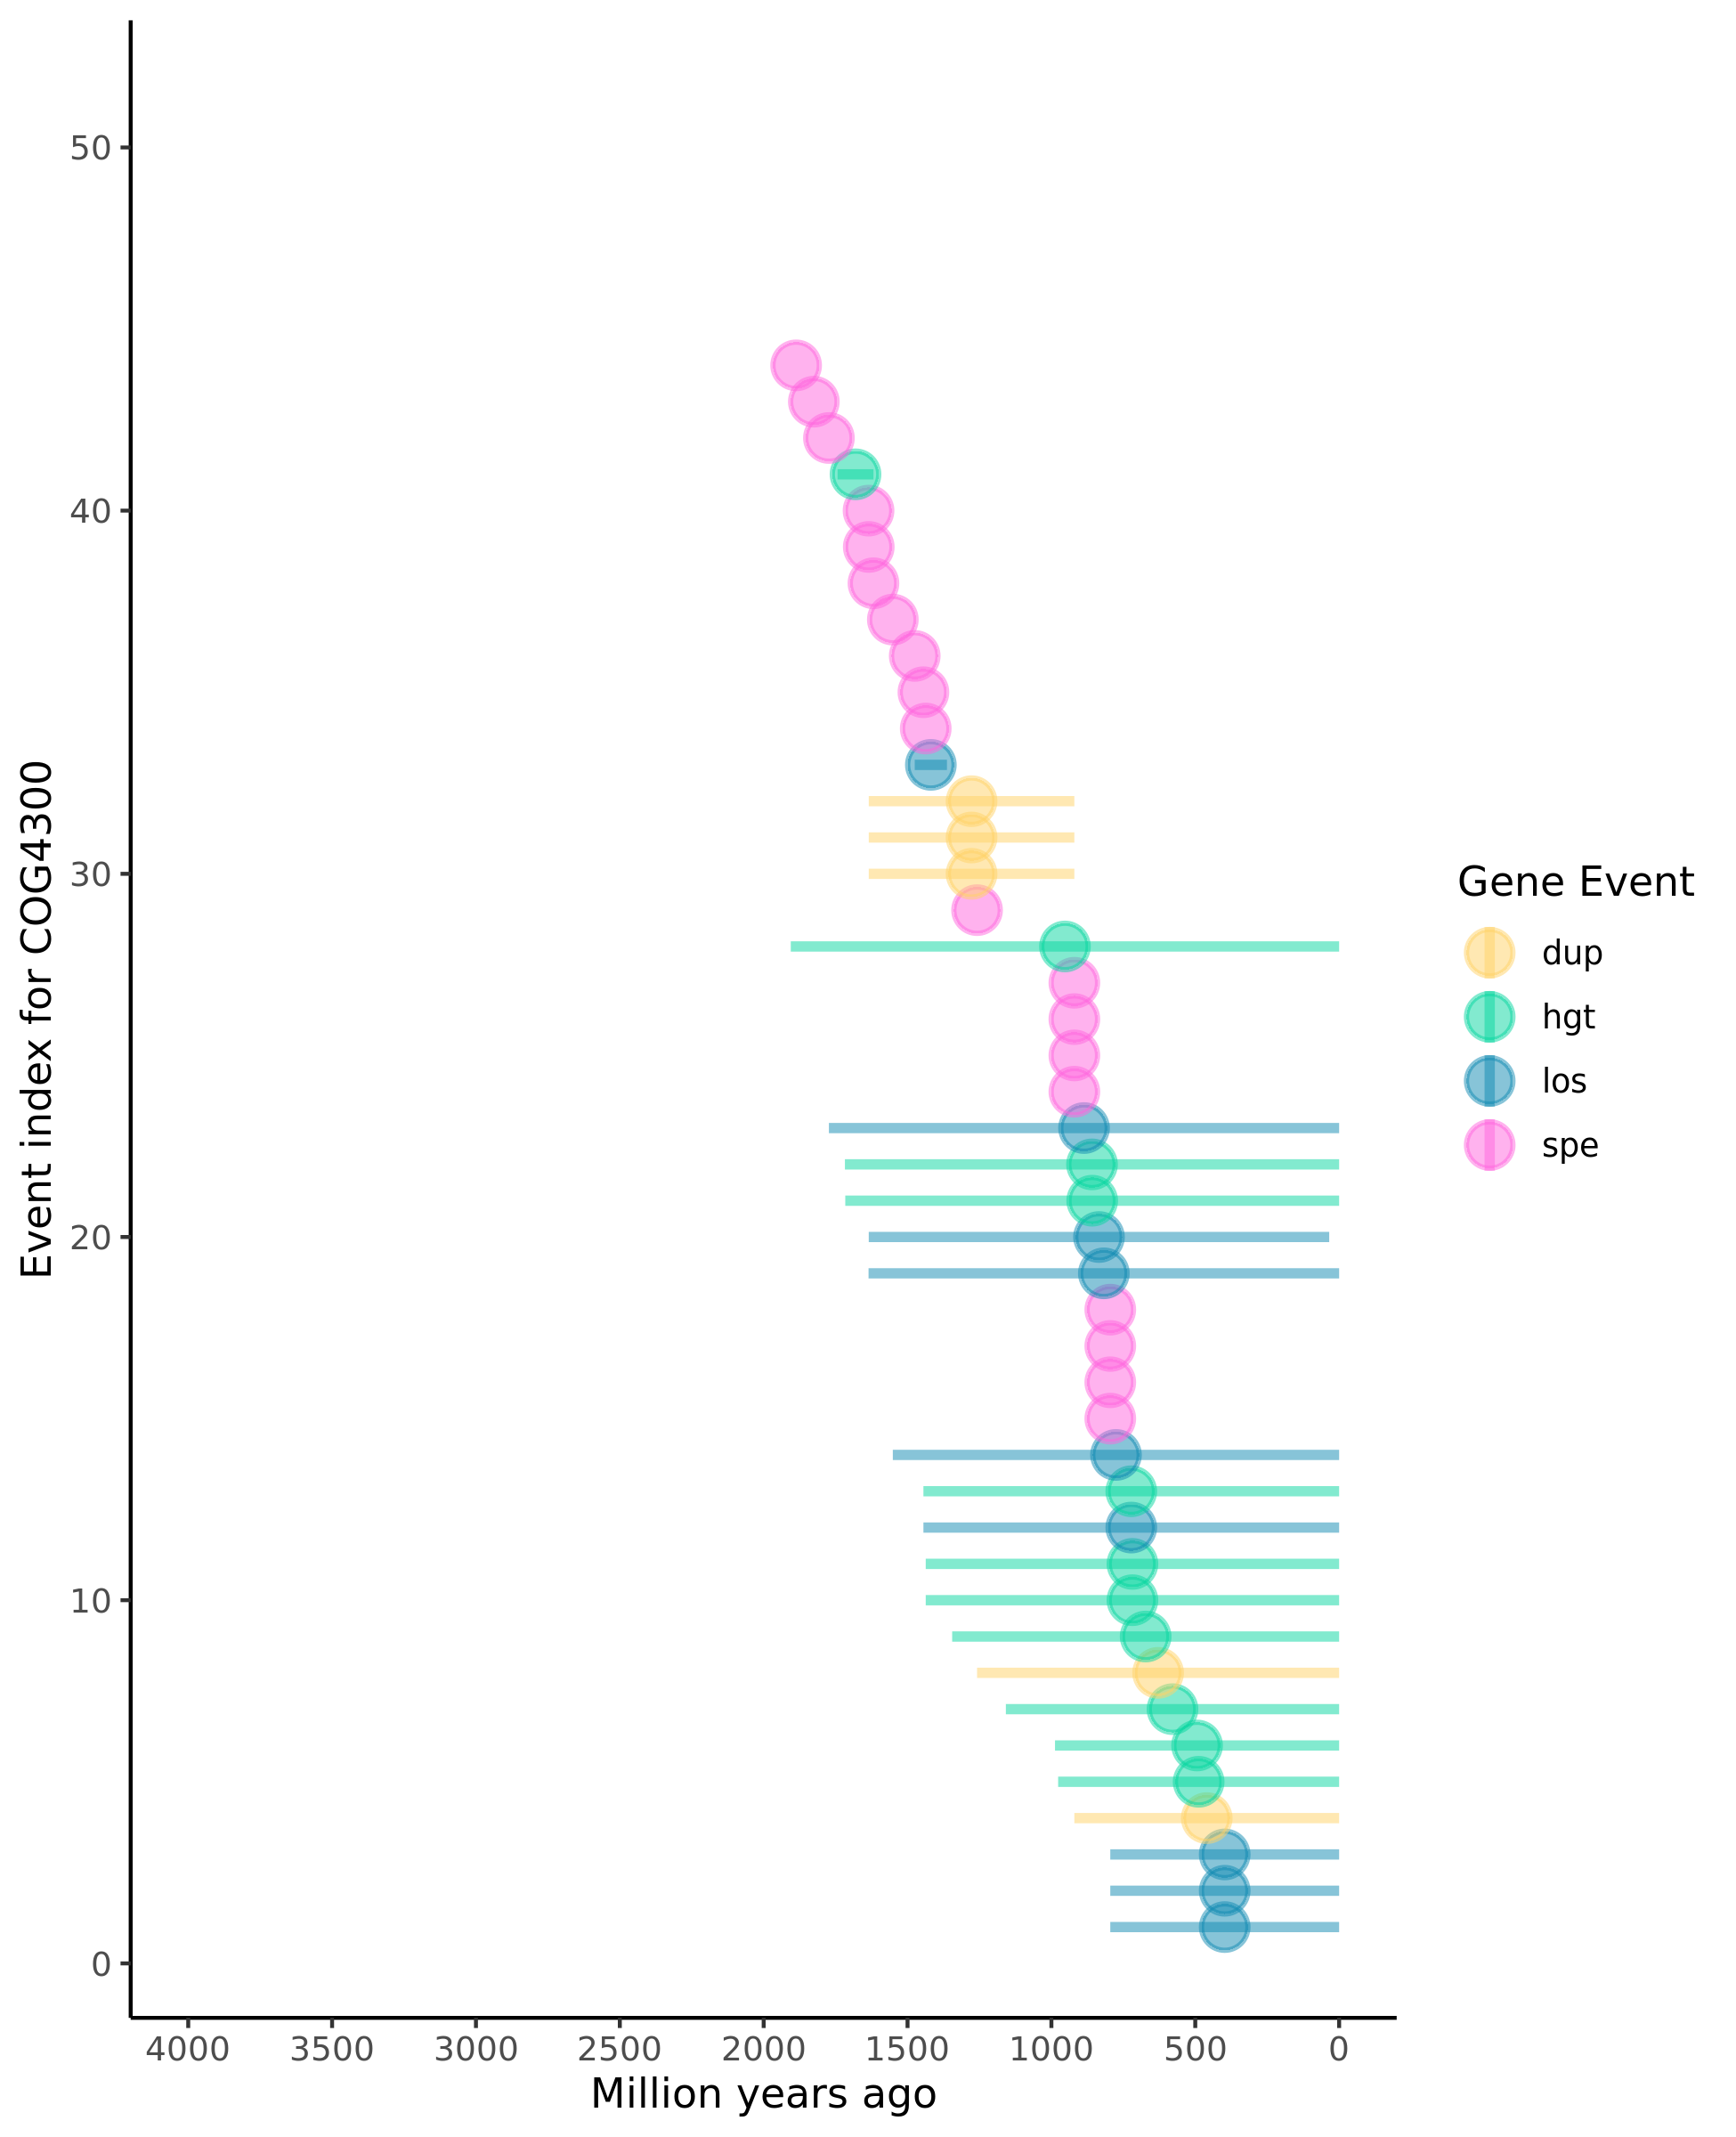 Event index for COG4300
50
40
30
20
10
0
4000 3500 3000 2500 2000 1500 1000 500 0
Million years ago
Gene Event
dup
hgt
los
spe